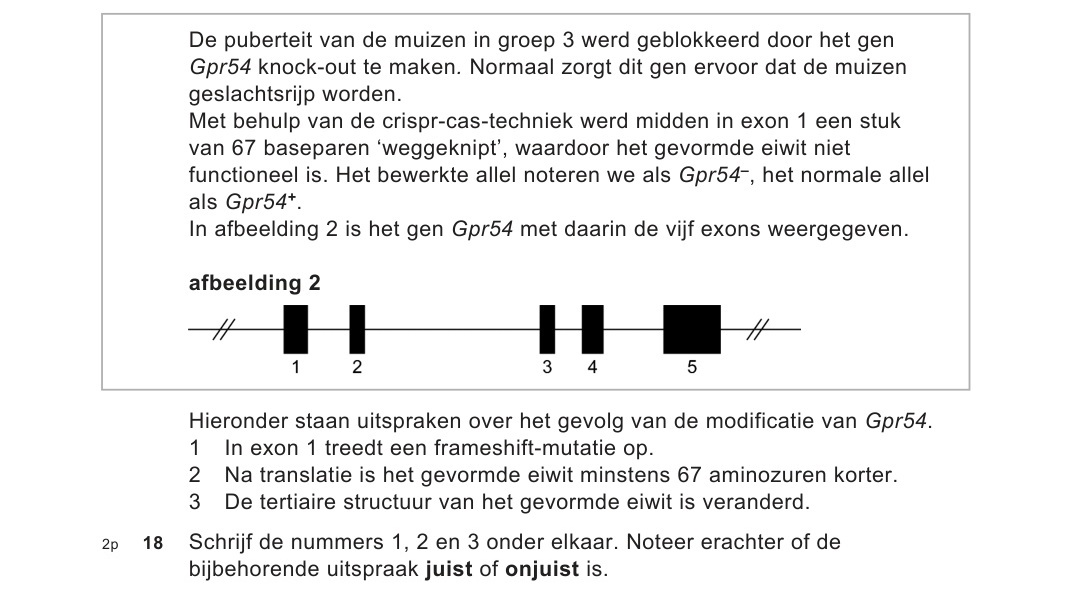 De puberteit van de muizen in groep 3 werd geblokkeerd door het gen
Gpr54 knock-out te maken. Normaal zorgt dit gen ervoor dat de muizen
geslachtsrijp worden.
Met behulp van de crispr-cas-techniek werd midden in exon 1 een stuk
van 67 baseparen ‘weggeknipt’, waardoor het gevormde eiwit niet
functioneel is. Het bewerkte allel noteren we als Gpr54⁻, het normale allel
als Gpr54⁺.
In afbeelding 2 is het gen Gpr54 met daarin de vijf exons weergegeven.
afbeelding 2
1 2 3 4 5
Hieronder staan uitspraken over het gevolg van de modificatie van Gpr54.
1 In exon 1 treedt een frameshift-mutatie op.
2 Na translatie is het gevormde eiwit minstens 67 aminozuren korter.
3 De tertiaire structuur van het gevormde eiwit is veranderd.
2p 18 Schrijf de nummers 1, 2 en 3 onder elkaar. Noteer erachter of de
bijbehorende uitspraak juist of onjuist is.